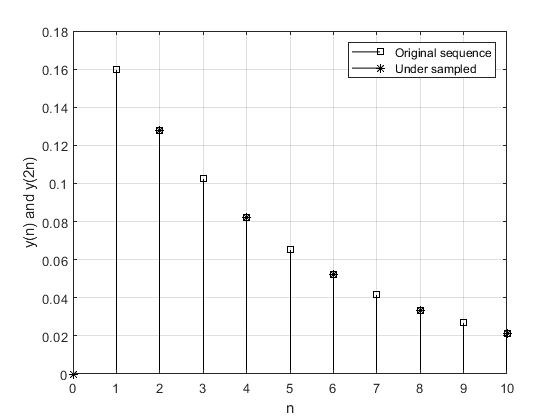 0.18
0.16
0.14
0.12
0.1
0.08
0.06
0.04
0.02
0
y(n) and y(2n)
Original sequence
Under sampled
0 1 2 3 4 5 6 7 8 9 10
n